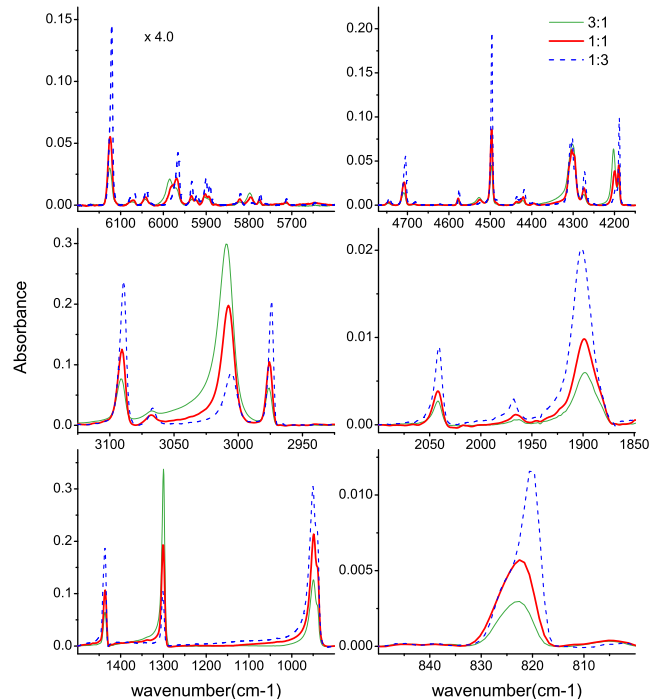 0.15
0.10
0.05
0.00
x 4.0
6100 6000 5900 5800 5700
0.20
0.15
0.10
0.05
0.00
3:1
1:1
1:3
4700 4600 4500 4400 4300 4200
Absorbance
0.3
0.2
0.1
0.0
3100 3050 3000 2950
0.02
0.01
0.00
2050 2000 1950 1900 1850
0.3
0.2
0.1
0.0
1400 1300 1200 1100 1000
wavenumber(cm-1)
0.010
0.005
0.000
840 830 820 810
wavenumber(cm-1)